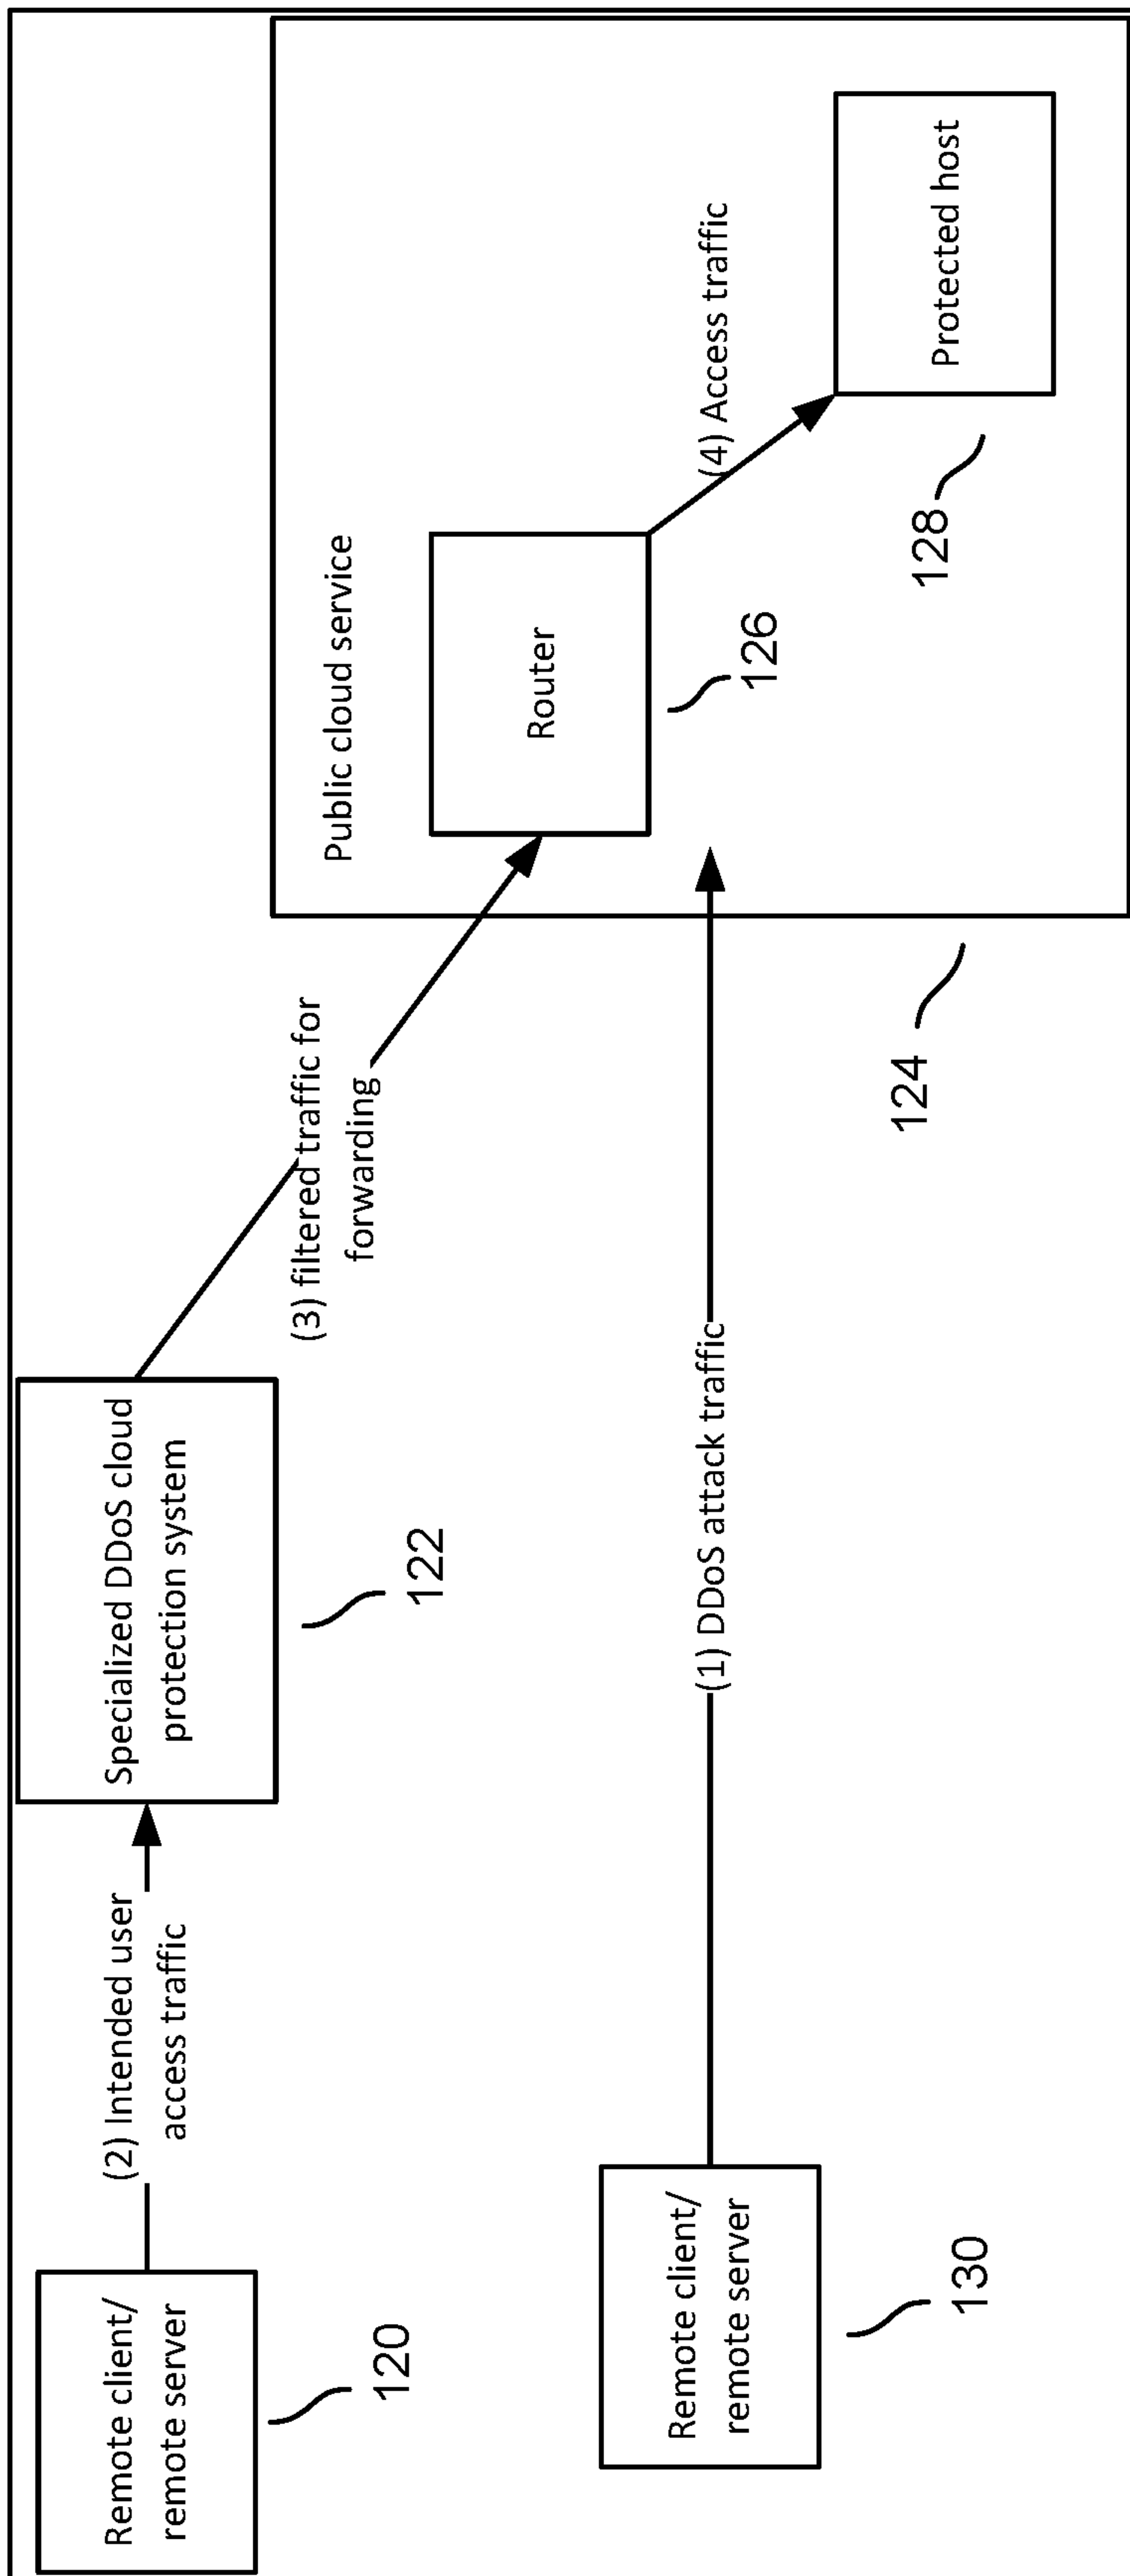 Remote client/
remote server
120
(2) Intended user
access traffic
Specialized DDoS cloud
protection system
122
(3) filtered traffic for
forwarding
Public cloud service
Router
126
(4) Access traffic
Protected host
128
124
(1) DDoS attack traffic
Remote client/
remote server
130